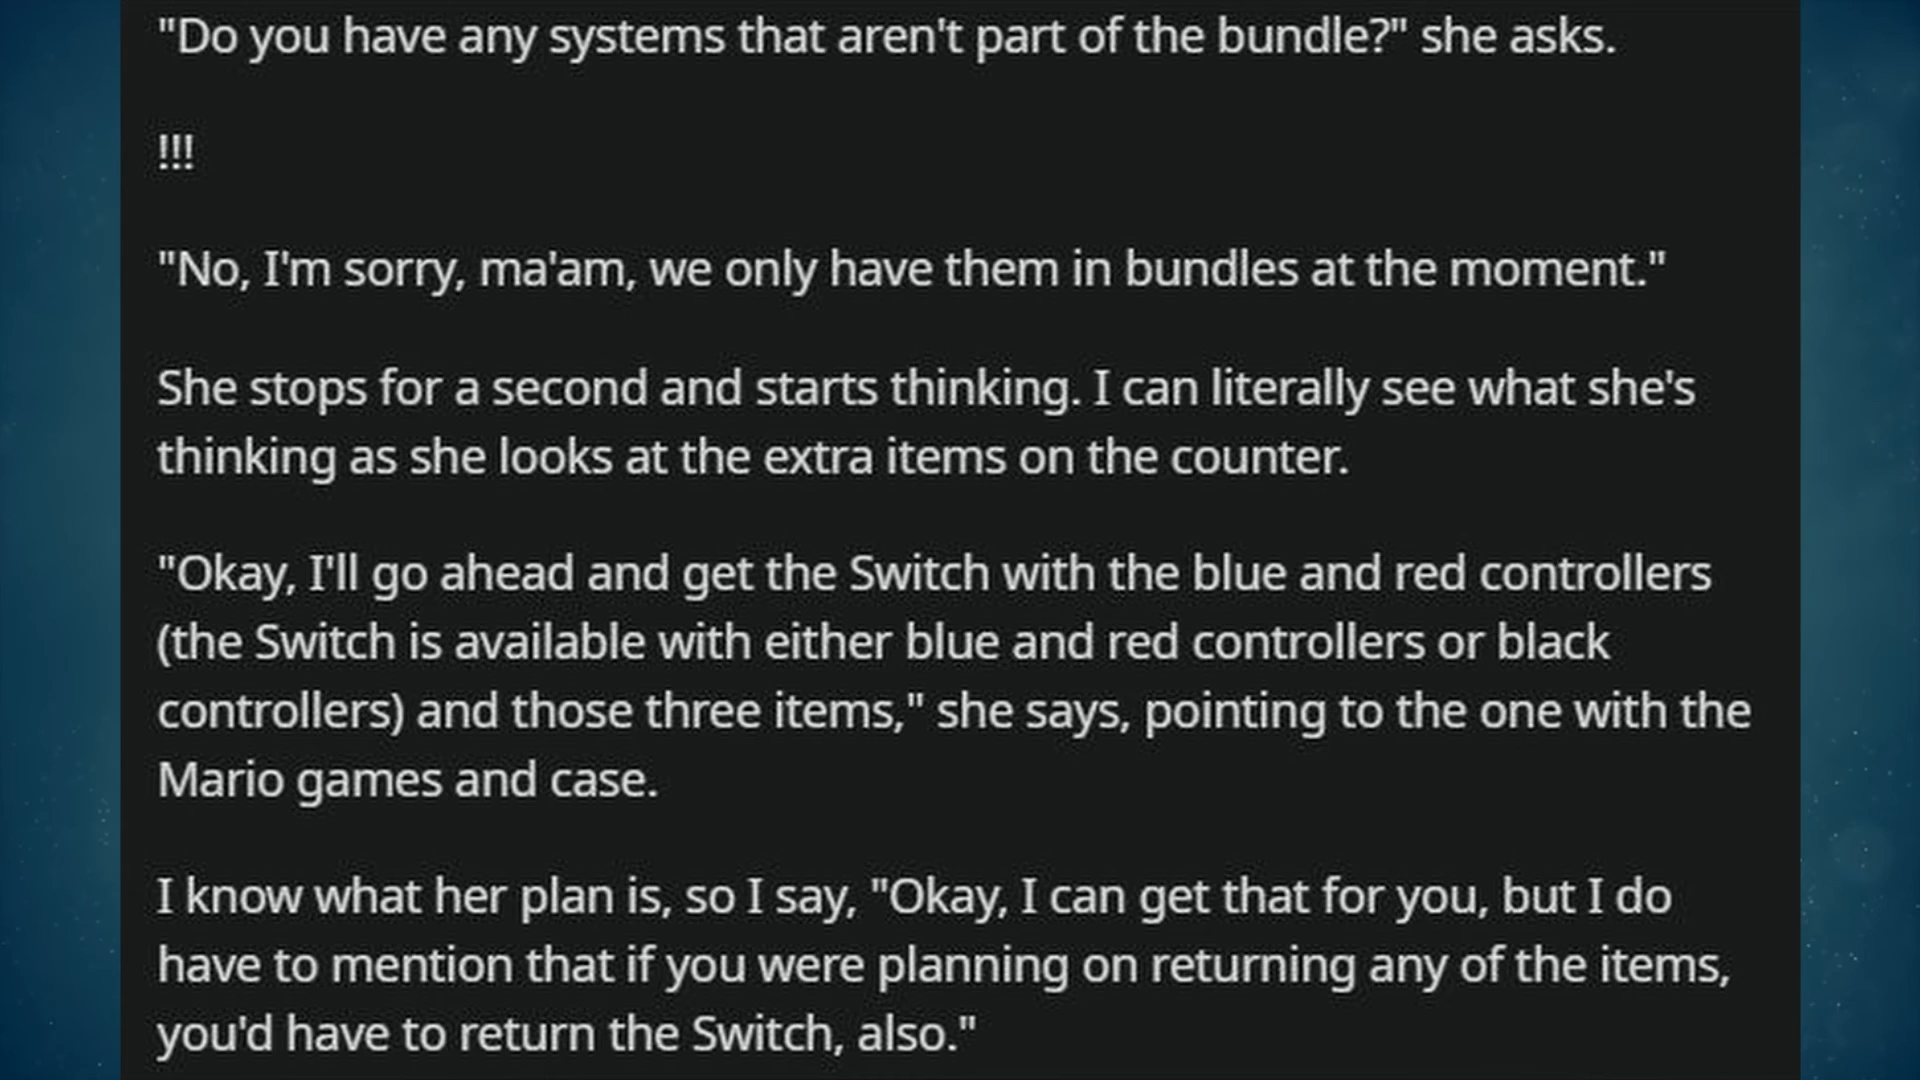 "Do you have any systems that aren't part of the bundle?" she asks.
!!!
"No, I'm sorry, ma'am, we only have them in bundles at the moment."
She stops for a second and starts thinking. I can literally see what she's
thinking as she looks at the extra items on the counter.
"Okay, I'll go ahead and get the Switch with the blue and red controllers
(the Switch is available with either blue and red controllers or black
controllers) and those three items," she says, pointing to the one with the
Mario games and case.
I know what her plan is, so I say, "Okay, I can get that for you, but I do
have to mention that if you were planning on returning any of the items,
you'd have to return the Switch, also."